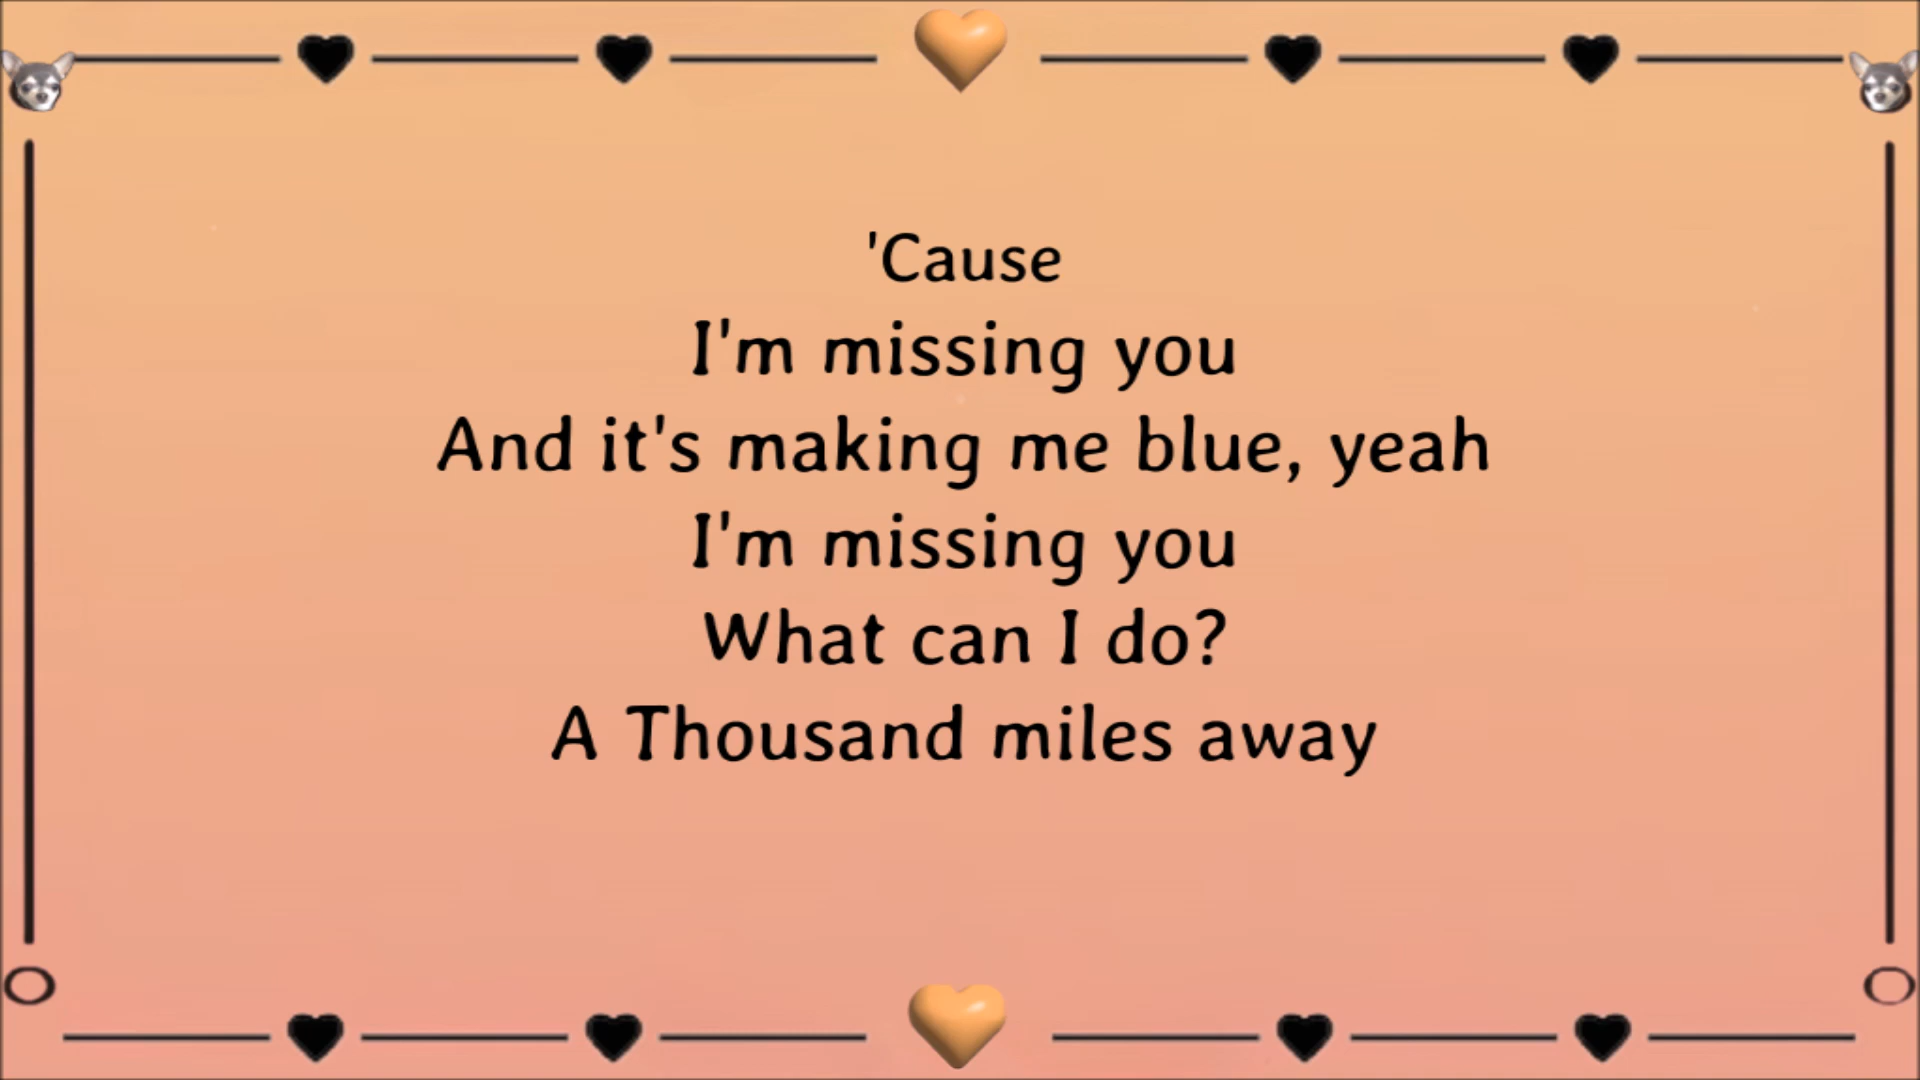 'Cause
I'm missing you
And it's making me blue, yeah
I'm missing you
What can I do?
A Thousand miles away